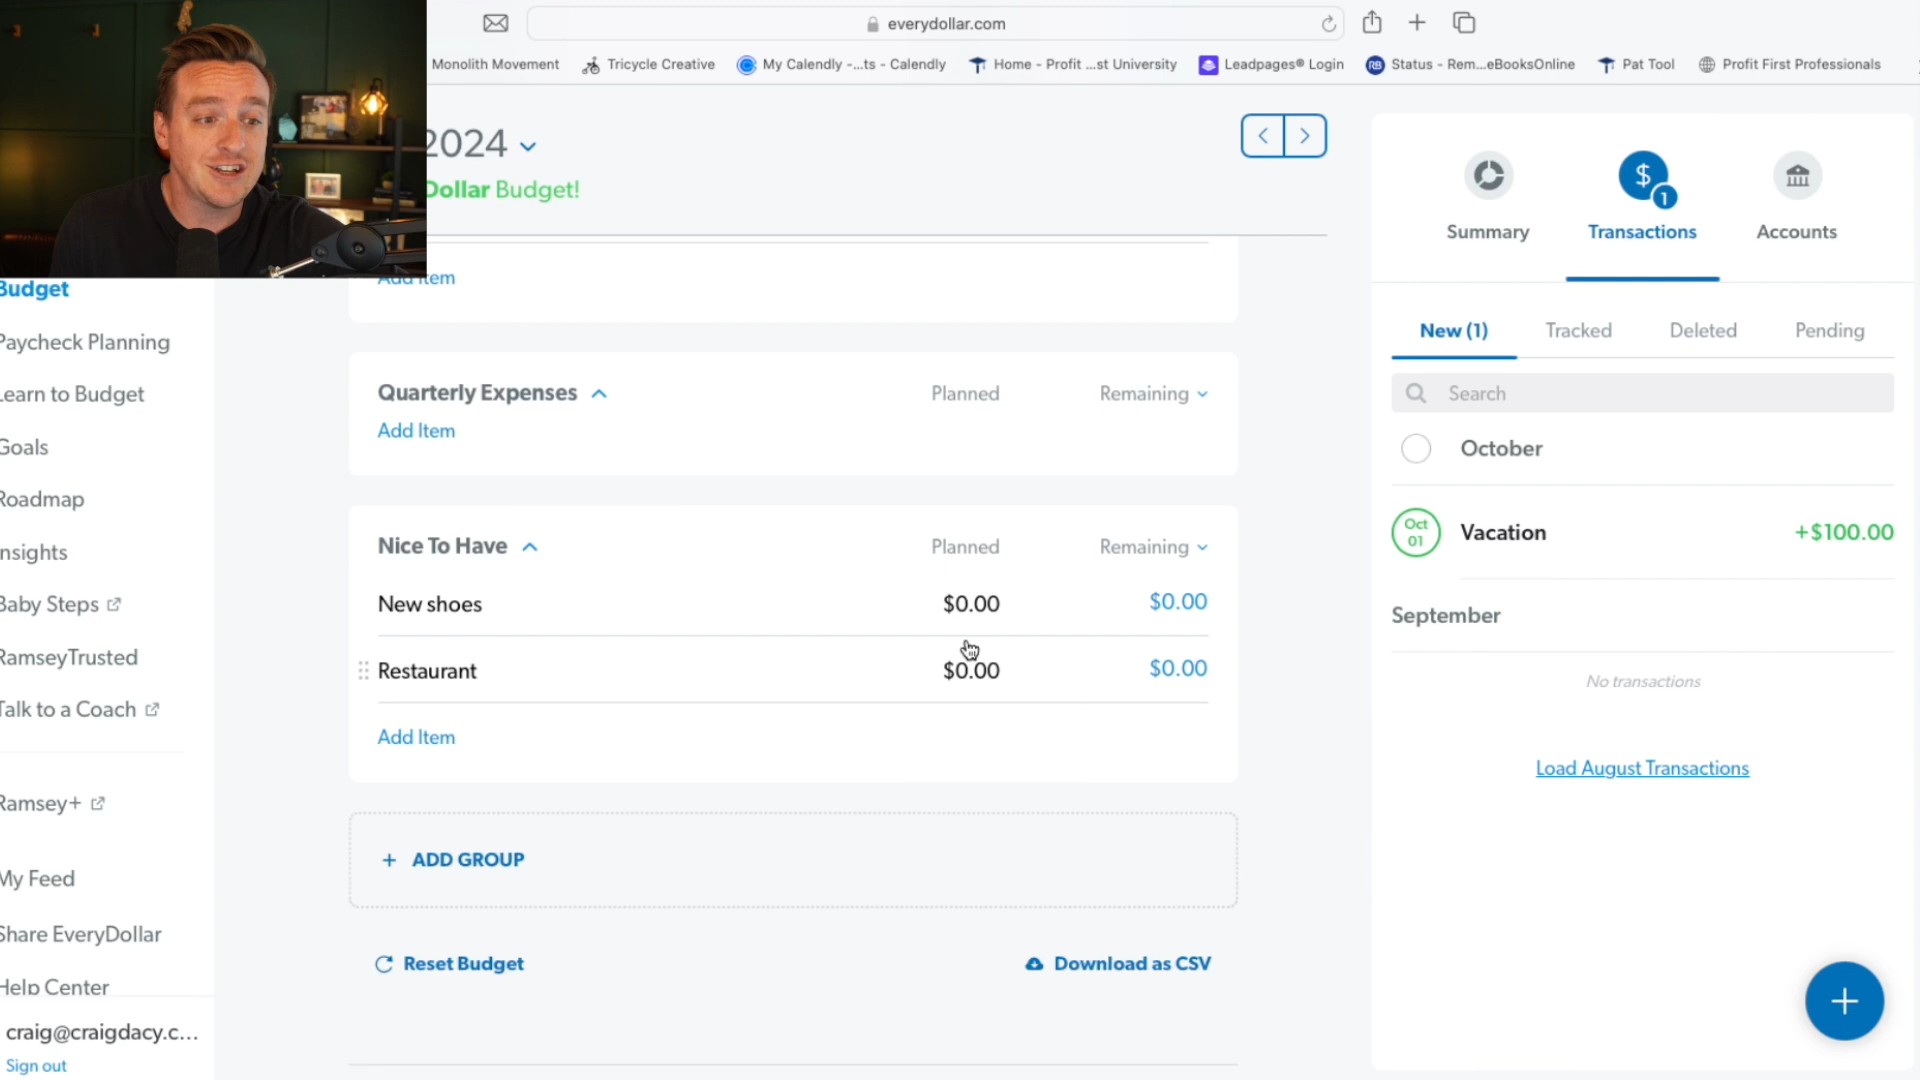 everydollar.com
Monolith Movement
Tricycle Creative
My Calendly -...ts - Calendly
Home - Profit ...st University
Leadpages® Login
RB
Status - Rem...eBooksOnline
Pat Tool
Profit First Professionals
2024
Dollar Budget!
Budget
Paycheck Planning
Learn to Budget
Goals
Roadmap
Insights
Baby Steps
RamseyTrusted
Talk to a Coach
Ramsey+
My Feed
Share EveryDollar
Help Center
craig@craigdacy.c...
Sign out
Add Item
Quarterly Expenses Planned Remaining
Add Item
Nice To Have Planned Remaining
New shoes $0.00 $0.00
Restaurant $0.00 $0.00
Add Item
+ ADD GROUP
Reset Budget
Download as CSV
$ 1
Summary Transactions Accounts
New (1) Tracked Deleted Pending
Search
October
Oct 01 Vacation +$100.00
September
No transactions
Load August Transactions
+